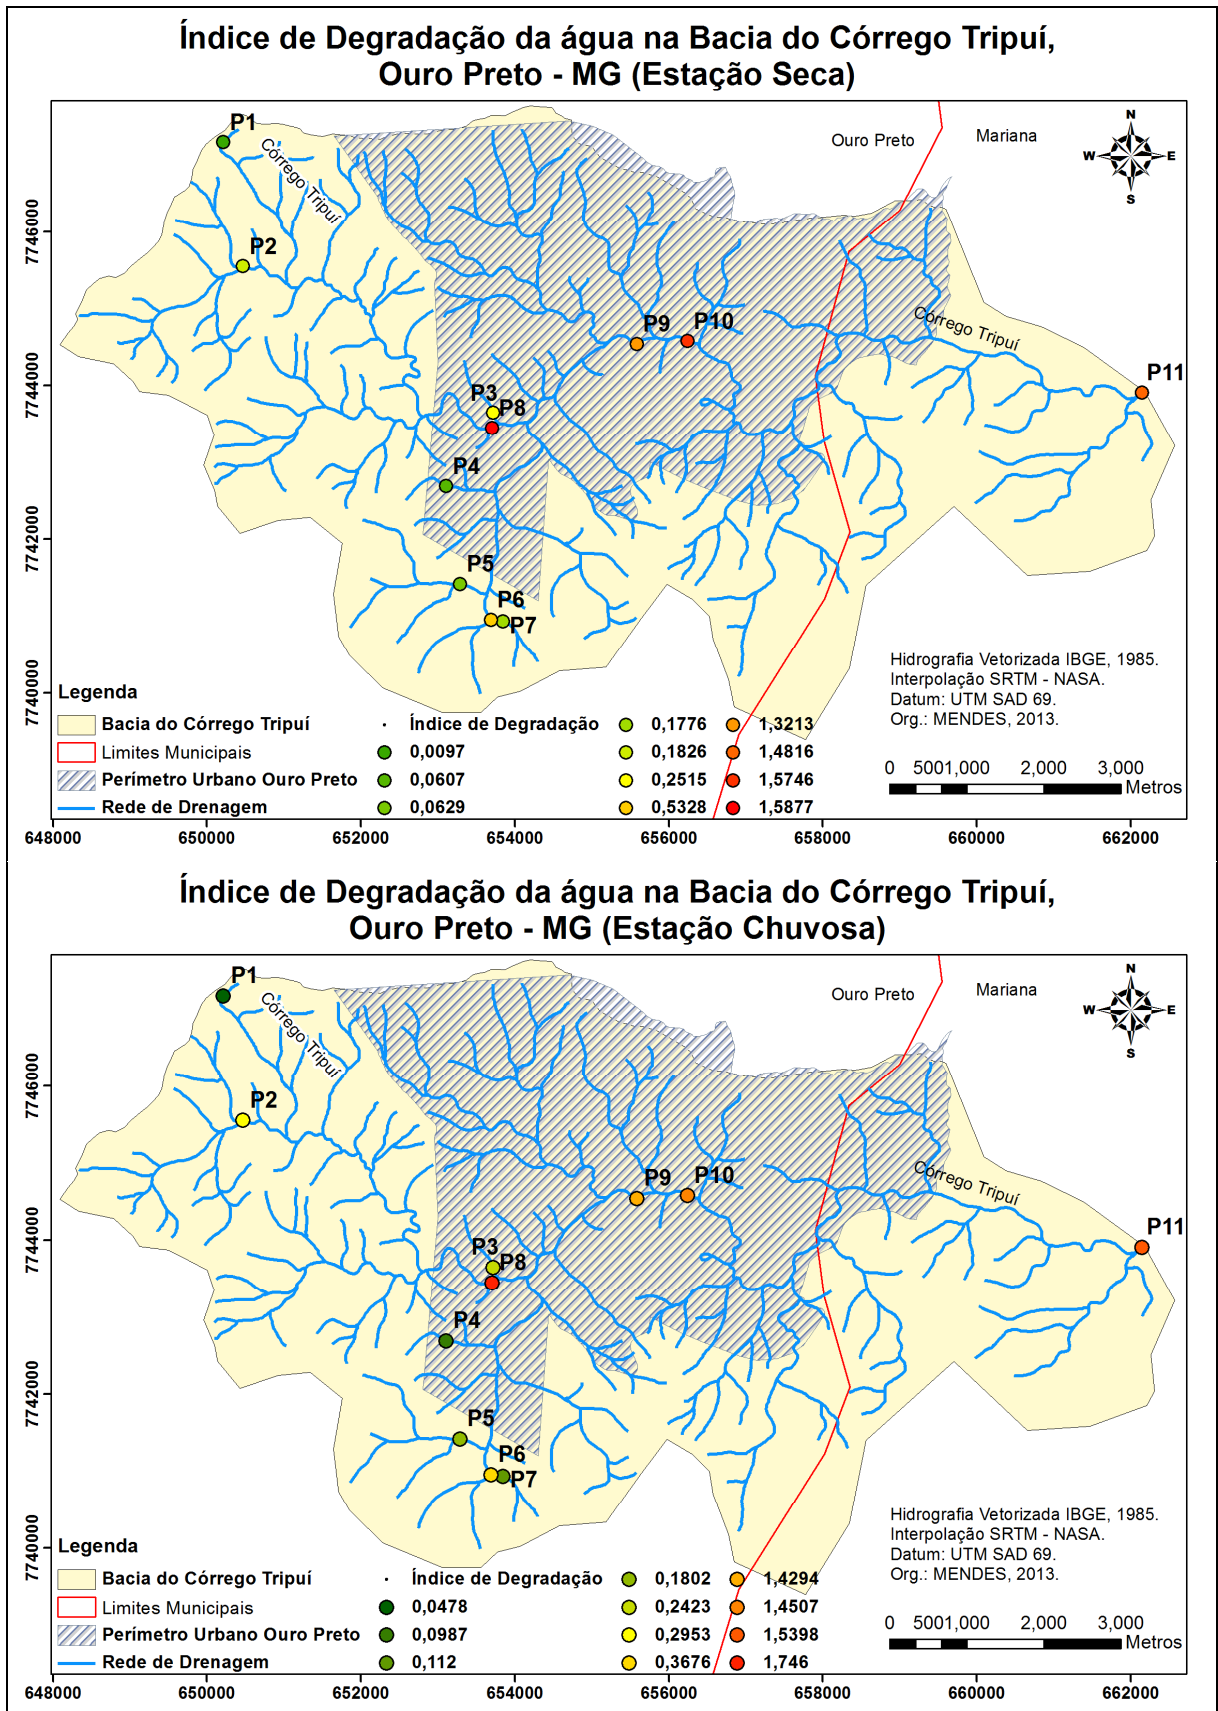 Índice de Degradação da água na Bacia do Córrego Tripuí,
Ouro Preto - MG (Estação Seca)
P1
Córrego Tripuí
Ouro Preto
Mariana
N
W
E
S
P2
P9
P10
Córrego Tripuí
P11
P3
P8
P4
P5
P6
P7
7746000
7744000
7742000
7740000
Hidrografia Vetorizada IBGE, 1985.
Interpolação SRTM - NASA.
Datum: UTM SAD 69.
Org.: MENDES, 2013.
Legenda
Bacia do Córrego Tripuí
Limites Municipais
Perímetro Urbano Ouro Preto
Rede de Drenagem
Índice de Degradação
0,0097
0,0607
0,0629
0,1776
0,1826
0,2515
0,5328
1,3213
1,4816
1,5746
1,5877
0 5001,000 2,000 3,000
Metros
648000 650000 652000 654000 656000 658000 660000 662000
Índice de Degradação da água na Bacia do Córrego Tripuí,
Ouro Preto - MG (Estação Chuvosa)
P1
Córrego Tripuí
Ouro Preto
Mariana
N
W
E
S
P2
P9
P10
Córrego Tripuí
P11
P3
P8
P4
P5
P6
P7
7746000
7744000
7742000
7740000
Hidrografia Vetorizada IBGE, 1985.
Interpolação SRTM - NASA.
Datum: UTM SAD 69.
Org.: MENDES, 2013.
Legenda
Bacia do Córrego Tripuí
Limites Municipais
Perímetro Urbano Ouro Preto
Rede de Drenagem
Índice de Degradação
0,0478
0,0987
0,112
0,1802
0,2423
0,2953
0,3676
1,4294
1,4507
1,5398
1,746
0 5001,000 2,000 3,000
Metros
648000 650000 652000 654000 656000 658000 660000 662000